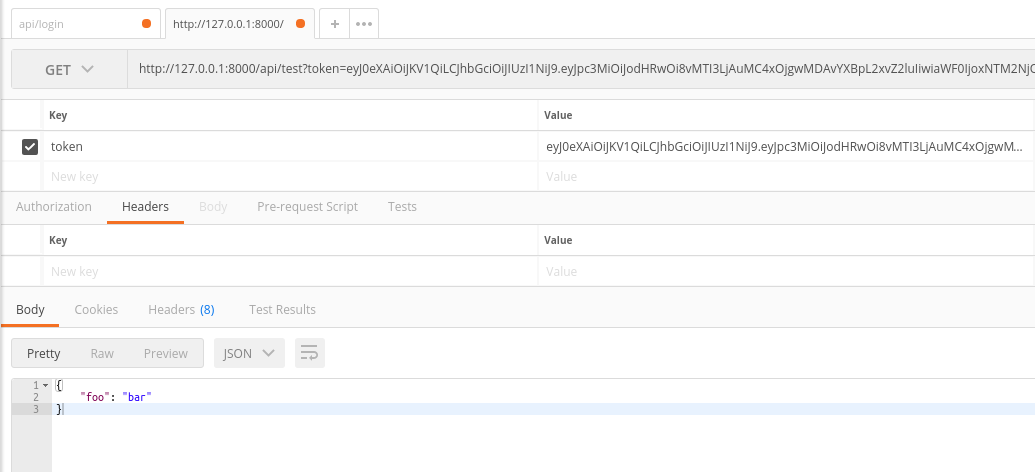 api/login http://127.0.0.1:8000/ + •••
GET http://127.0.0.1:8000/api/test?token=eyJ0eXAiOiJKV1QiLCJhbGciOiJIUzI1NiJ9.eyJpc3MiOiJodHRwOi8vMTI3LjAuMC4xOjgwMDAvYXBpL2xvZ2luIiwiaWF0IjoxNTM2NjQ
Key Value
token eyJ0eXAiOiJKV1QiLCJhbGciOiJIUzI1NiJ9.eyJpc3MiOiJodHRwOi8vMTI3LjAuMC4xOjgwM...
New key Value
Authorization Headers Body Pre-request Script Tests
Key Value
New key Value
Body Cookies Headers (8) Test Results
Pretty Raw Preview JSON
1 {
2 "foo": "bar"
3 }